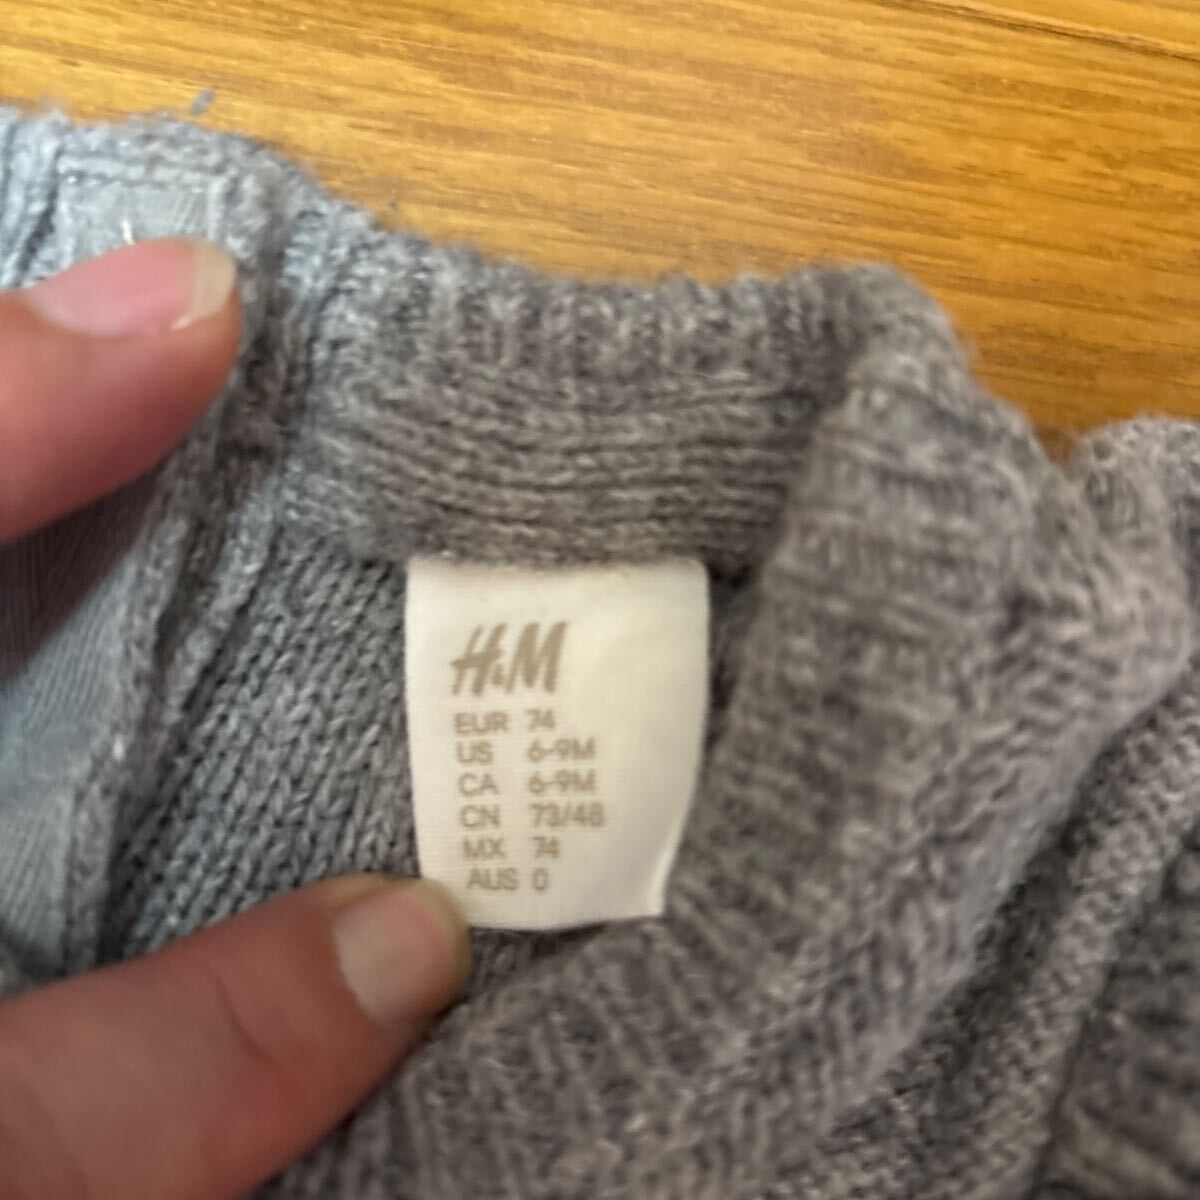 H&M
EUR 74
US 6-9M
CA 6-9M
CN 73/48
MX 74
AUS 0